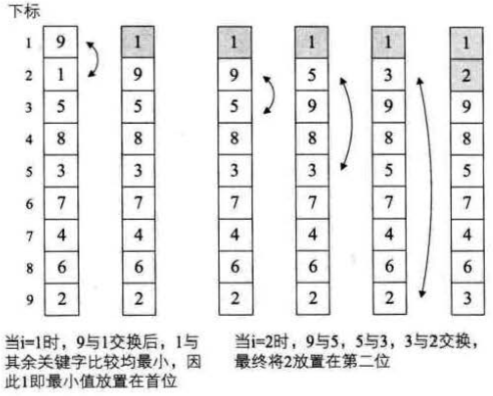 下标
1 9 1 1 1 1 1
2 1 9 9 5 3 2
3 5 5 5 9 9 9
4 8 8 8 8 8 8
5 3 3 3 3 5 5
6 7 7 7 7 7 7
7 4 4 4 4 4 4
8 6 6 6 6 6 6
9 2 2 2 2 2 3
当i=1时，9与1交换后，1与
其余关键字比较均最小，因
此1即最小值放置在首位
当i=2时，9与5，5与3，3与2交换，
最终将2放置在第二位